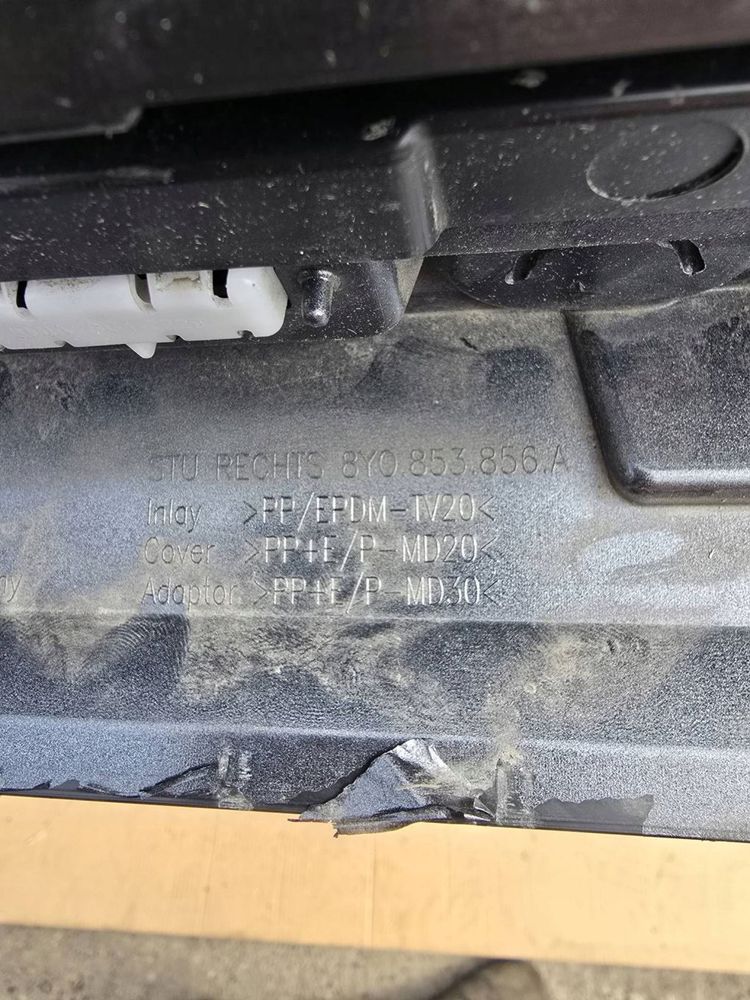 STU RECHTS 8Y0.853.856.A
Inlay >PP/EPDM-TV20<
Cover >PP+E/P-MD20<
Adaptor >PP+E/P-MD30<